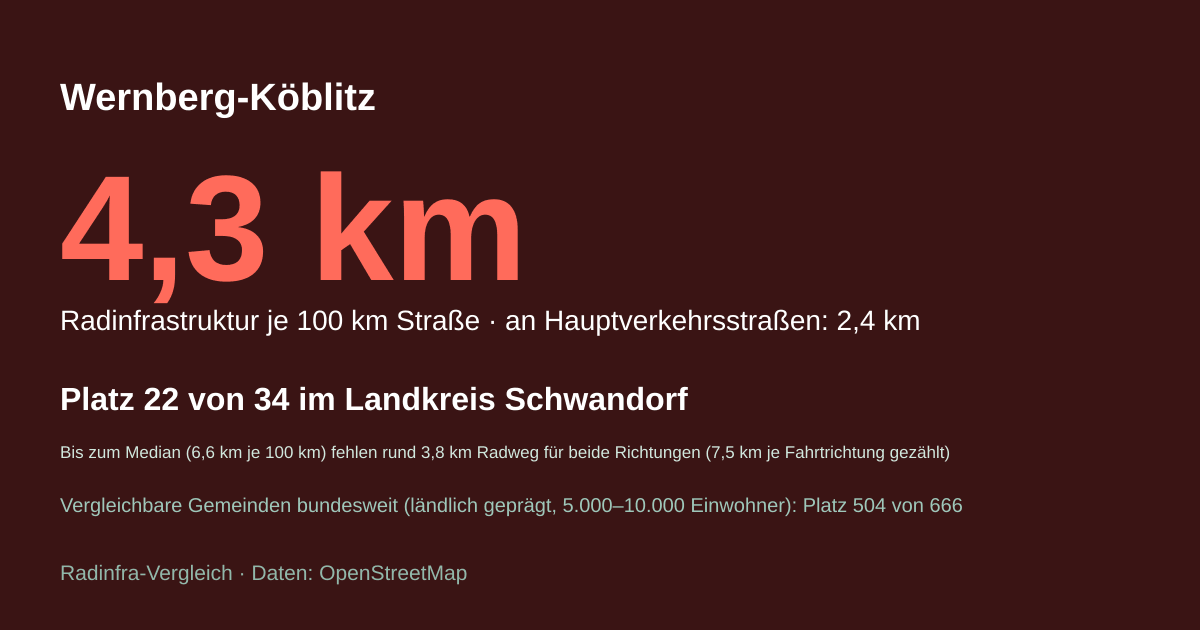 Wernberg-Köblitz
4,3 km
Radinfrastruktur je 100 km Straße · an Hauptverkehrsstraßen: 2,4 km
Platz 22 von 34 im Landkreis Schwandorf
Bis zum Median (6,6 km je 100 km) fehlen rund 3,8 km Radweg für beide Richtungen (7,5 km je Fahrtrichtung gezählt)
Vergleichbare Gemeinden bundesweit (ländlich geprägt, 5.000–10.000 Einwohner): Platz 504 von 666
Radinfra-Vergleich · Daten: OpenStreetMap